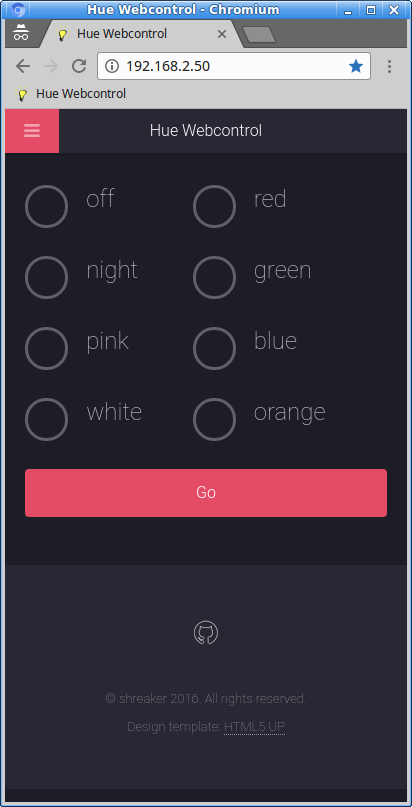 Hue Webcontrol - Chromium
Hue Webcontrol
192.168.2.50
Hue Webcontrol
Hue Webcontrol
off red
night green
pink blue
white orange
Go
© shreaker 2016. All rights reserved.
Design template: HTML5 UP